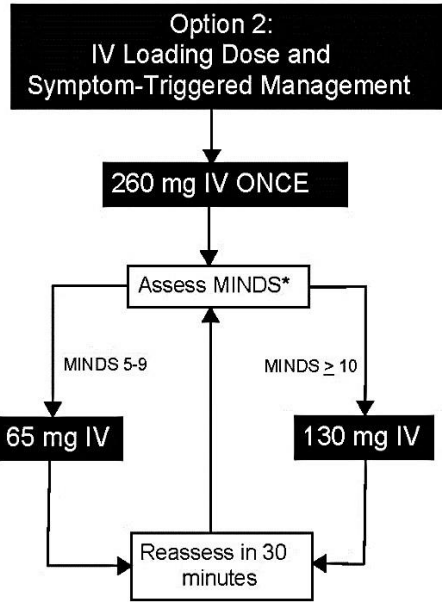 Option 2:
IV Loading Dose and
Symptom-Triggered Management
260 mg IV ONCE
Assess MINDS*
MINDS 5-9
MINDS ≥ 10
65 mg IV
130 mg IV
Reassess in 30
minutes